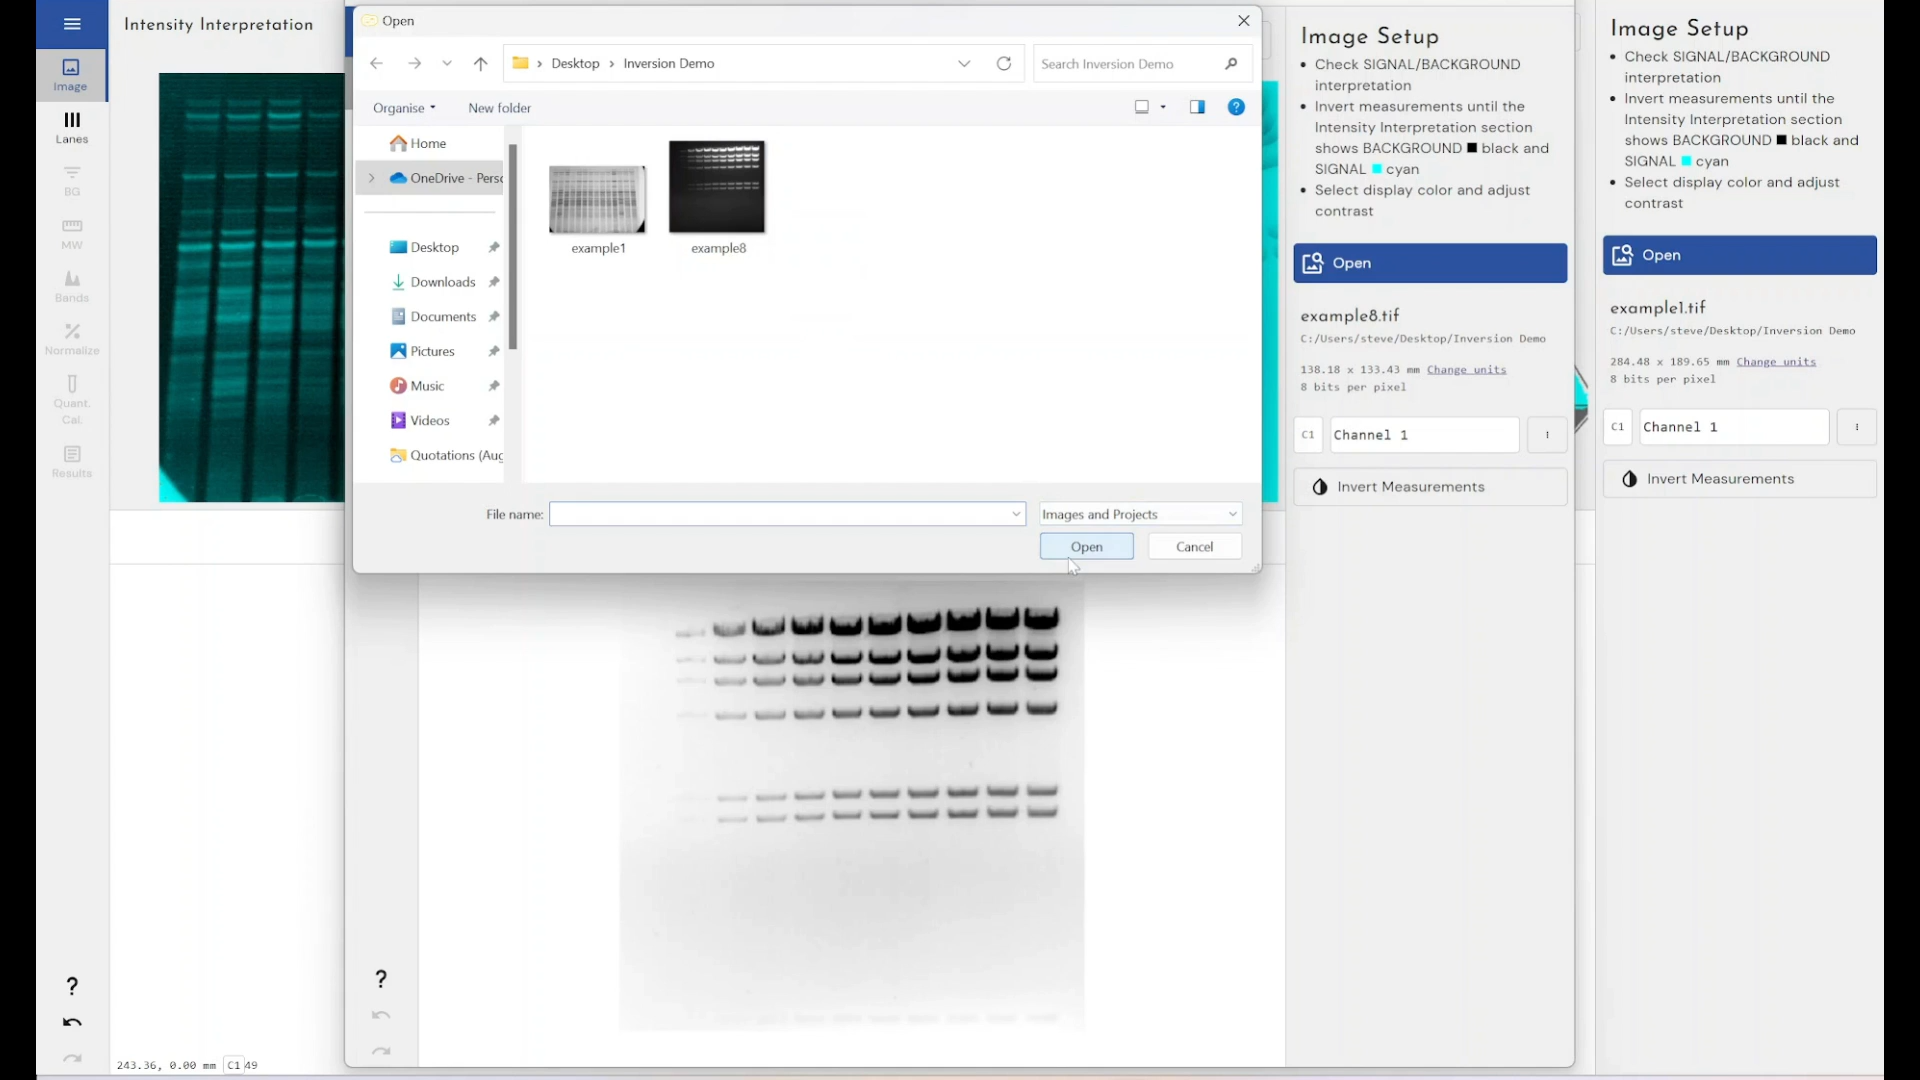 Intensity Interpretation
Image
Lanes
BG
MW
Bands
Normalize
Quant.
Cal.
Results
243.36, 0.00 mm C1 49
Open
Desktop
Inversion Demo
Search Inversion Demo
Organise
New folder
Home
OneDrive - Perso
Desktop
Downloads
Documents
Pictures
Music
Videos
Quotations (Aug
example1
example8
File name:
Images and Projects
Open
Cancel
Image Setup
• Check SIGNAL/BACKGROUND
interpretation
• Invert measurements until the
Intensity Interpretation section
shows BACKGROUND ■ black and
SIGNAL ■ cyan
• Select display color and adjust
contrast
Open
example8.tif
C:/Users/steve/Desktop/Inversion Demo
138.18 x 133.43 mm Change units
8 bits per pixel
C1 Channel 1
Invert Measurements
Image Setup
• Check SIGNAL/BACKGROUND
interpretation
• Invert measurements until the
Intensity Interpretation section
shows BACKGROUND ■ black and
SIGNAL ■ cyan
• Select display color and adjust
contrast
Open
example1.tif
C:/Users/steve/Desktop/Inversion Demo
284.48 x 189.65 mm Change units
8 bits per pixel
C1 Channel 1
Invert Measurements